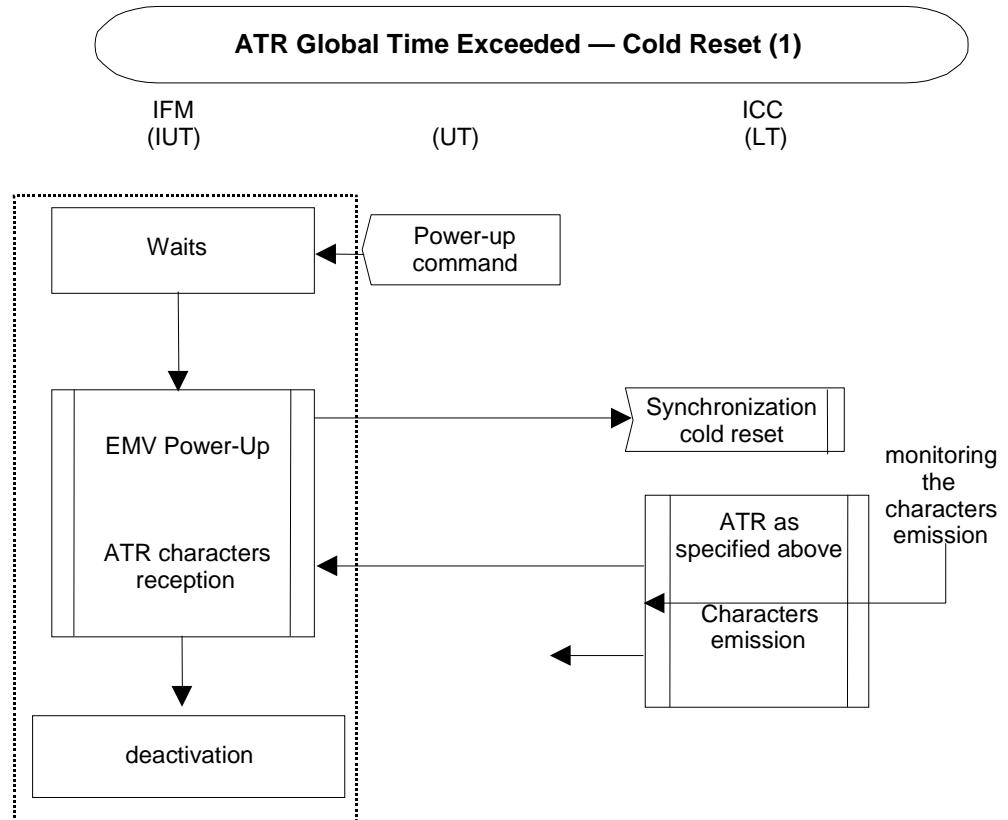 ATR Global Time Exceeded — Cold Reset (1)
IFM
(IUT)
(UT)
ICC
(LT)
Waits
Power-up
command
EMV Power-Up
Synchronization
cold reset
monitoring
the
characters
emission
ATR characters
reception
ATR as
specified above
Characters
emission
deactivation